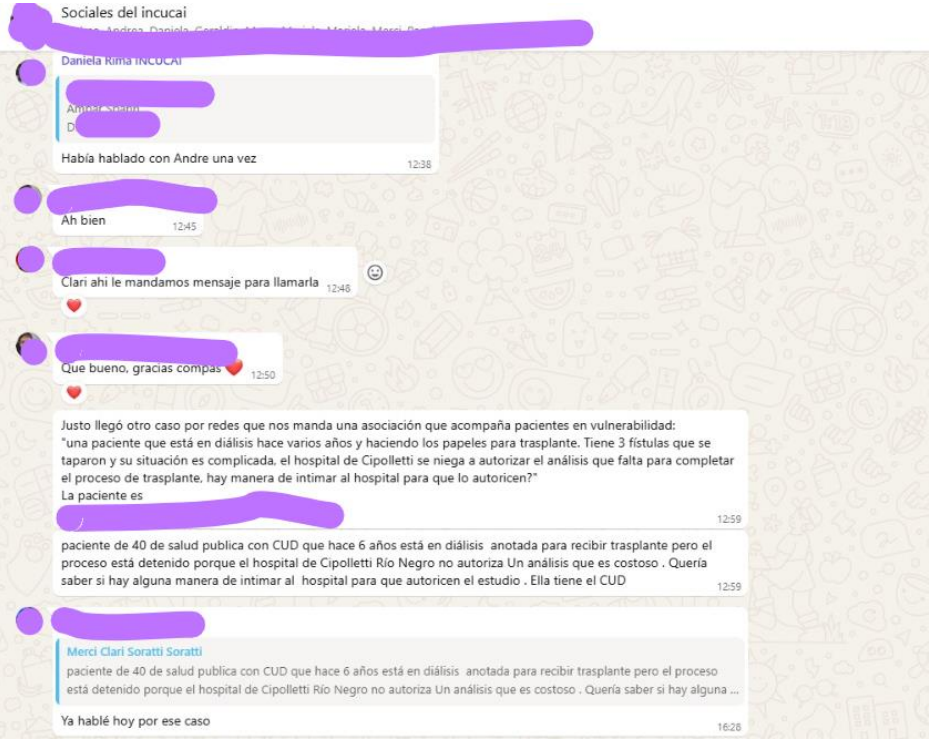 Sociales del incucai
Daniela Rima INCUCAI
D
Había hablado con Andre una vez
12:38
Ah bien
12:45
Clari ahi le mandamos mensaje para llamarla
12:48
Que bueno, gracias compas
12:50
Justo llegó otro caso por redes que nos manda una asociación que acompaña pacientes en vulnerabilidad:
"una paciente que está en diálisis hace varios años y haciendo los papeles para trasplante. Tiene 3 fístulas que se
taparon y su situación es complicada, el hospital de Cipolletti se niega a autorizar el análisis que falta para completar
el proceso de trasplante, hay manera de intimar al hospital para que lo autoricen?"
La paciente es
12:59
paciente de 40 de salud publica con CUD que hace 6 años está en diálisis anotada para recibir trasplante pero el
proceso está detenido porque el hospital de Cipolletti Río Negro no autoriza Un análisis que es costoso . Quería
saber si hay alguna manera de intimar al hospital para que autoricen el estudio . Ella tiene el CUD
12:59
Merci Clari Soratti Soratti
paciente de 40 de salud publica con CUD que hace 6 años está en diálisis anotada para recibir trasplante pero el proceso
está detenido porque el hospital de Cipolletti Río Negro no autoriza Un análisis que es costoso . Quería saber si hay alguna ...
Ya hablé hoy por ese caso
16:28